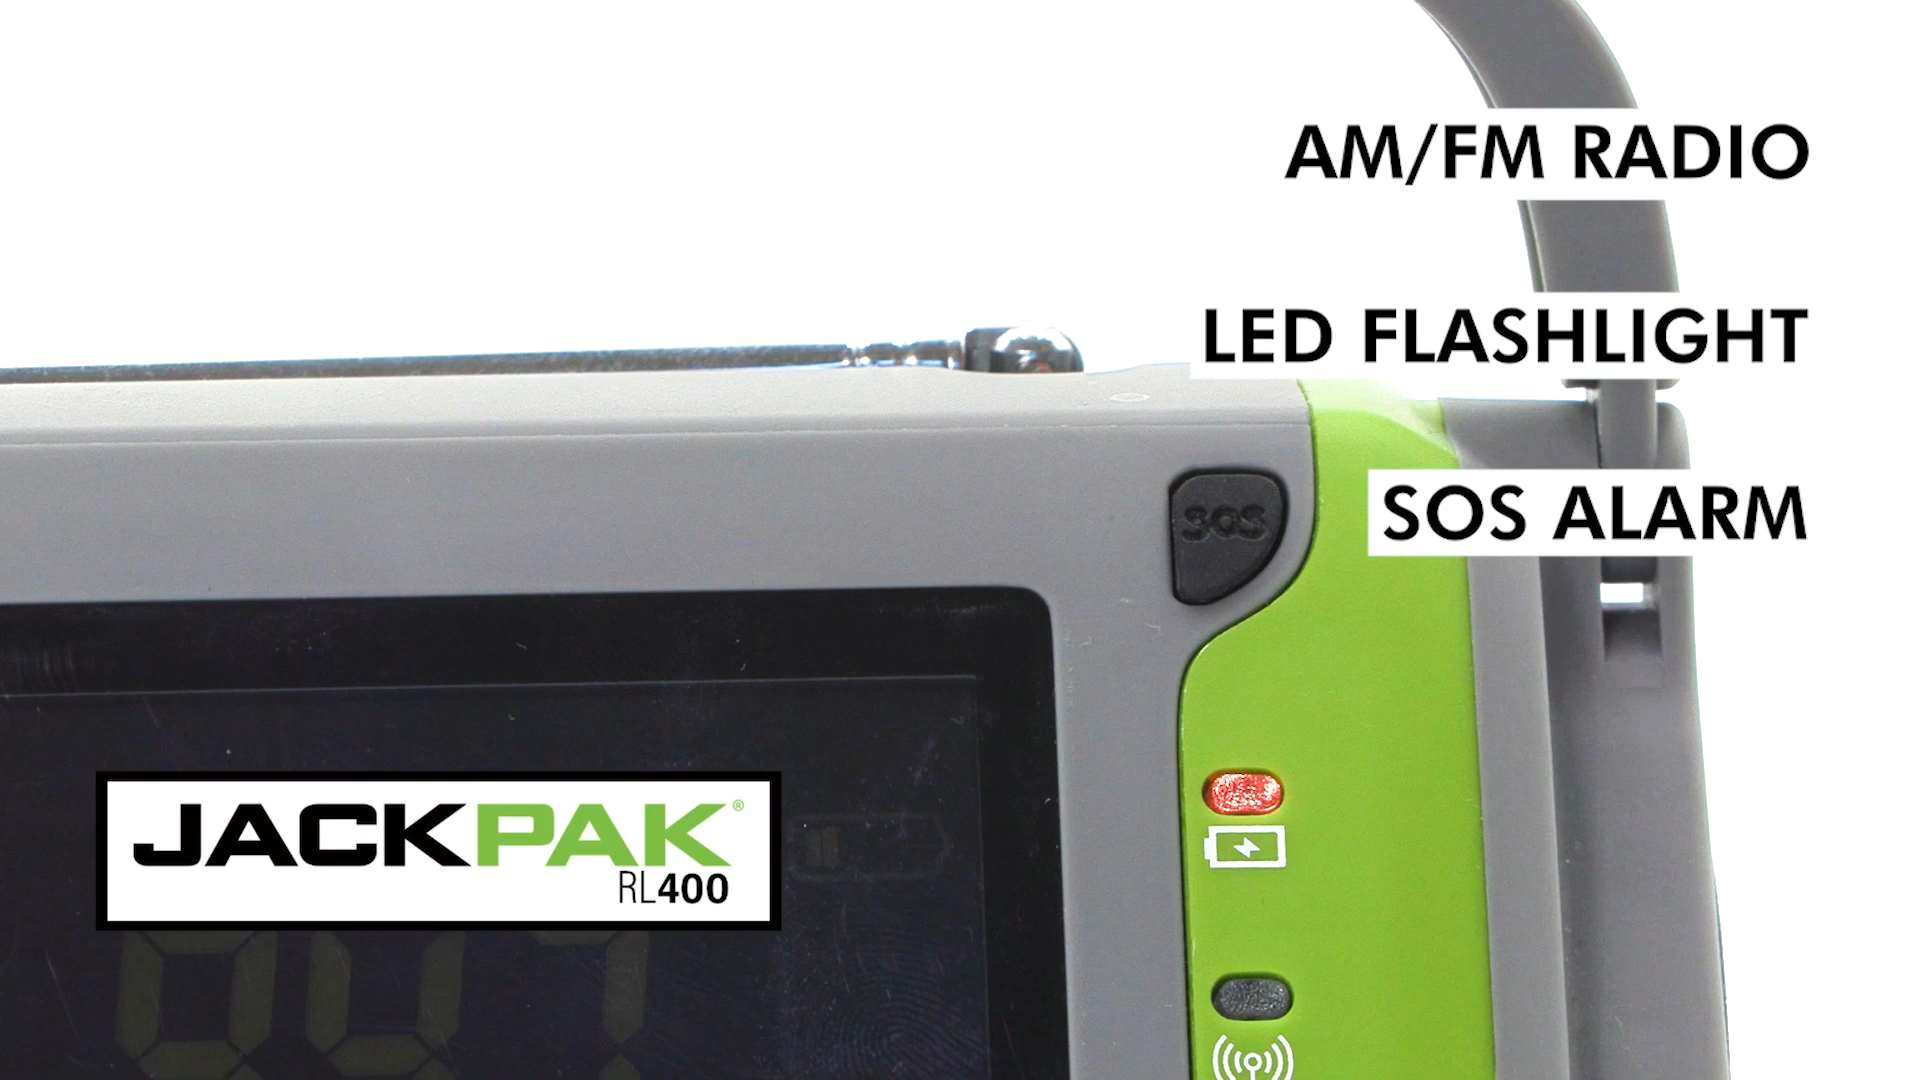 AM/FM RADIO
LED FLASHLIGHT
SOS
SOS ALARM
JACKPAK®
RL400